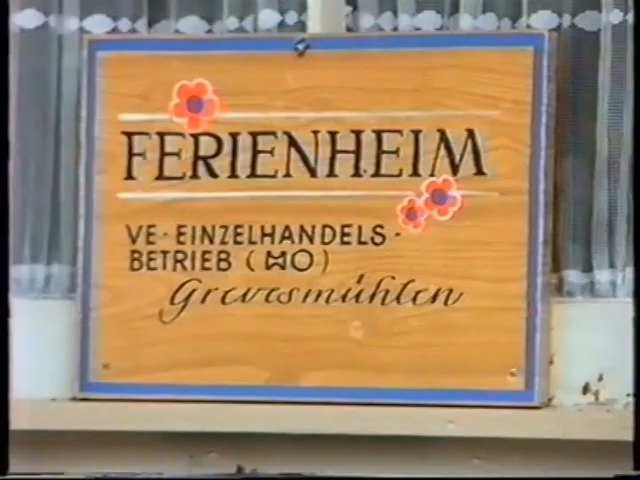 FERIENHEIM
VE-EINZELHANDELS-
BETRIEB (HO)
Grevesmühlen